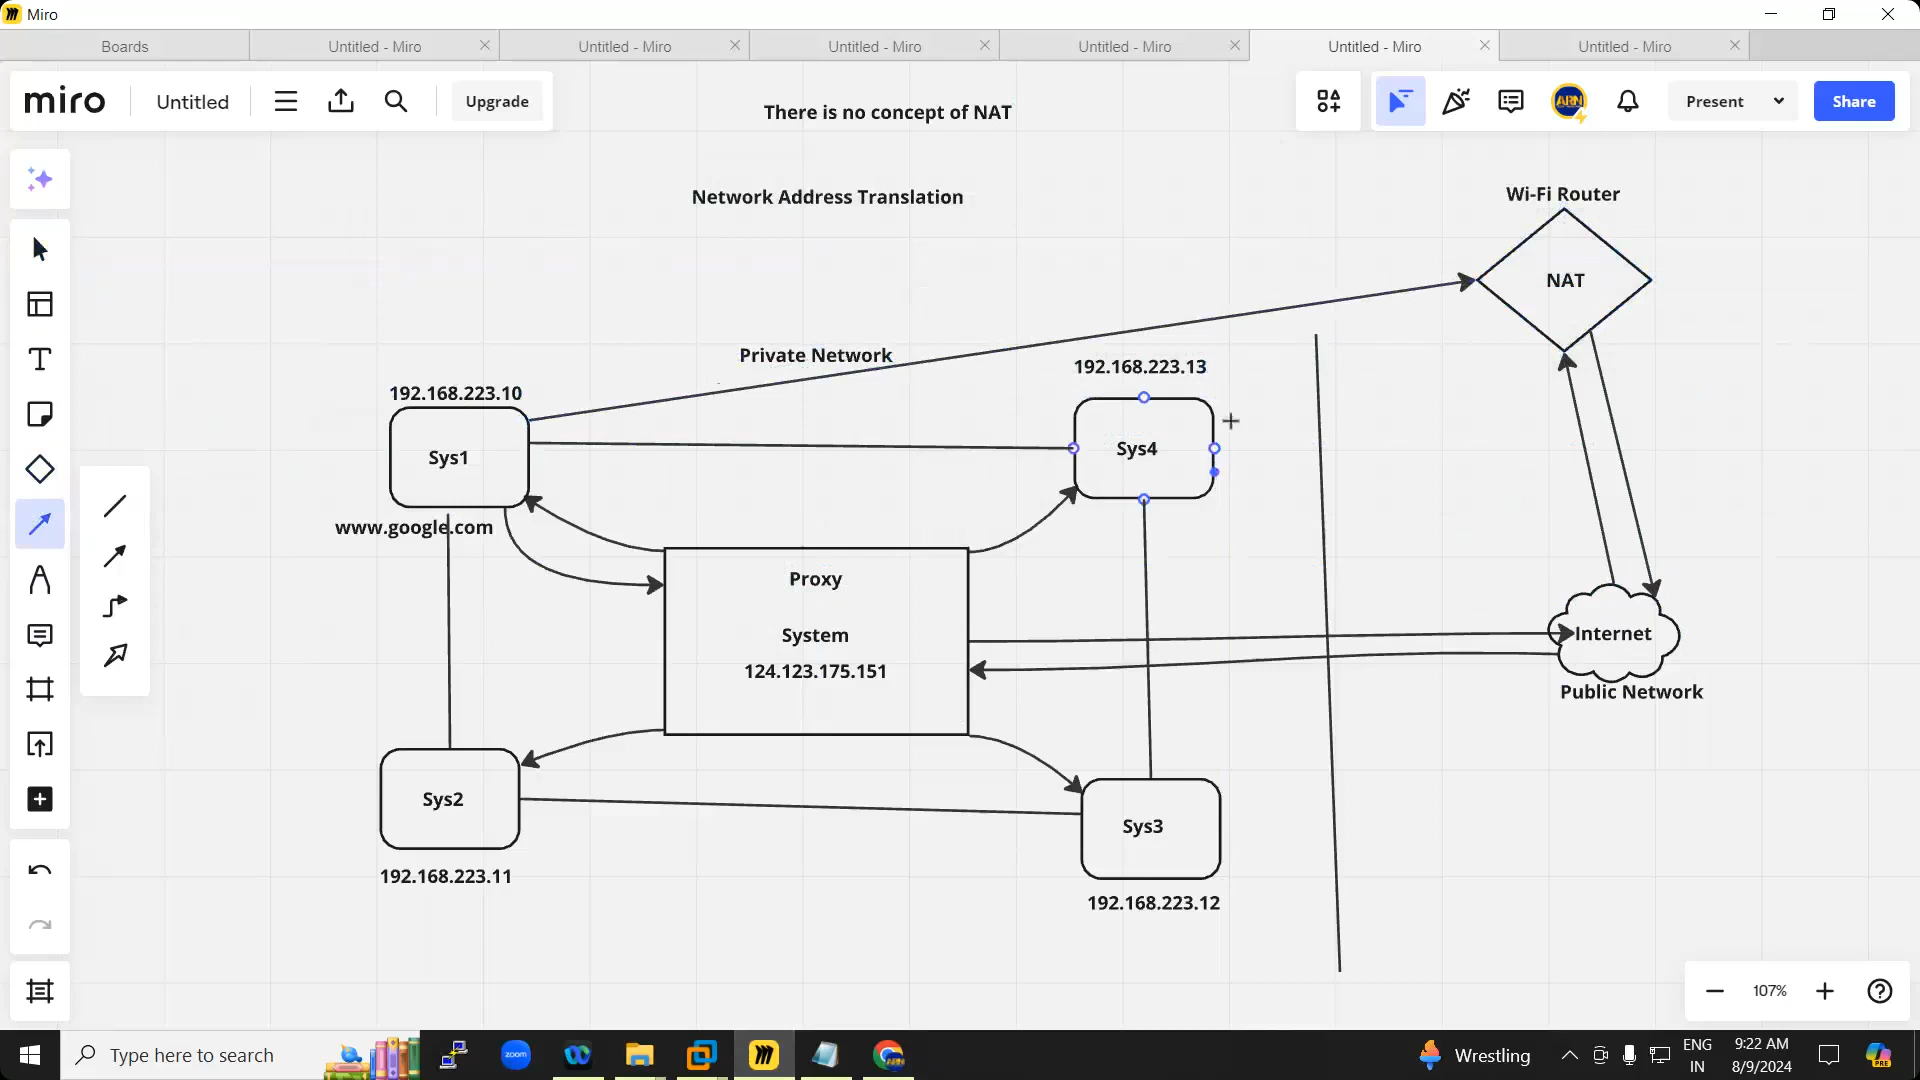 Miro
Boards
Untitled - Miro
Untitled - Miro
Untitled - Miro
Untitled - Miro
Untitled - Miro
Untitled - Miro
miro
Untitled
Upgrade
There is no concept of NAT
ARN
Present
Share
Network Address Translation
Wi-Fi Router
NAT
Private Network
192.168.223.13
192.168.223.10
Sys1
Sys4
www.google.com
Proxy
System
124.123.175.151
Internet
Public Network
Sys2
Sys3
192.168.223.11
192.168.223.12
107%
Type here to search
zoom
Wrestling
ENG
IN
9:22 AM
8/9/2024
PRE